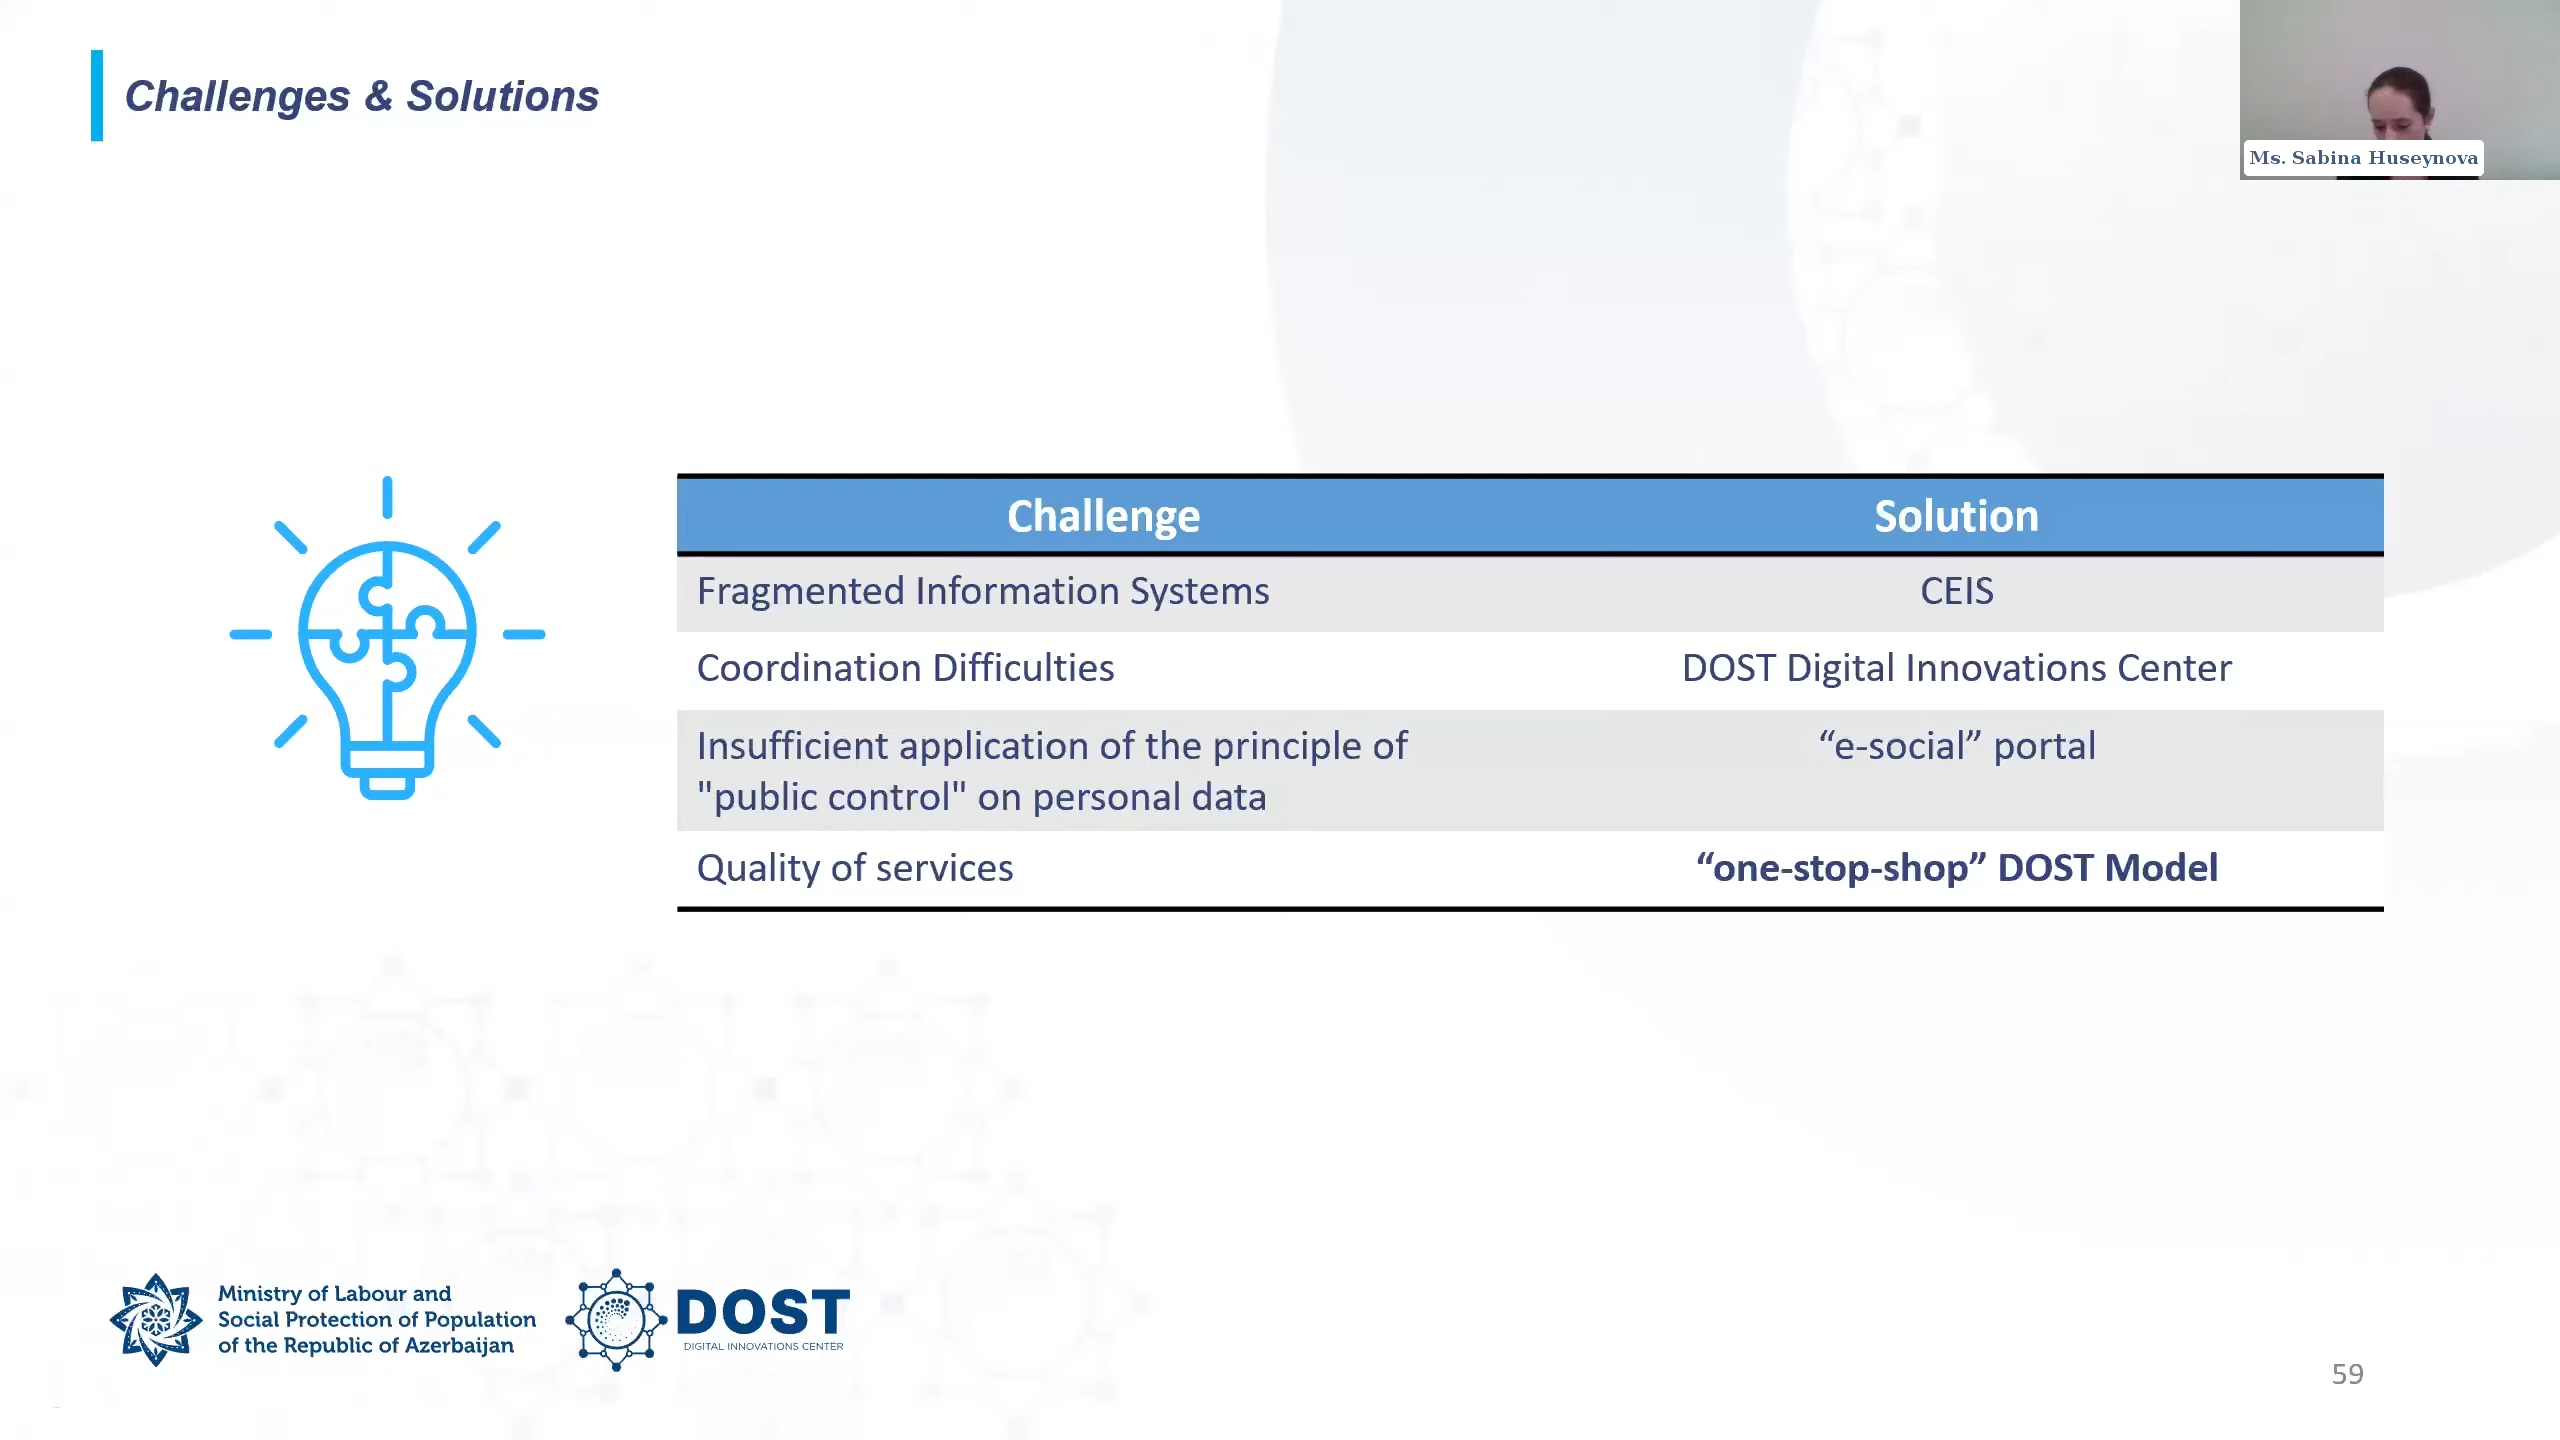 Challenges & Solutions
Ms. Sabina Huseynova
Challenge Solution
Fragmented Information Systems CEIS
Coordination Difficulties DOST Digital Innovations Center
Insufficient application of the principle of “e-social” portal
"public control" on personal data
Quality of services “one-stop-shop” DOST Model
Ministry of Labour and
Social Protection of Population
of the Republic of Azerbaijan
DOST
DIGITAL INNOVATIONS CENTER
59